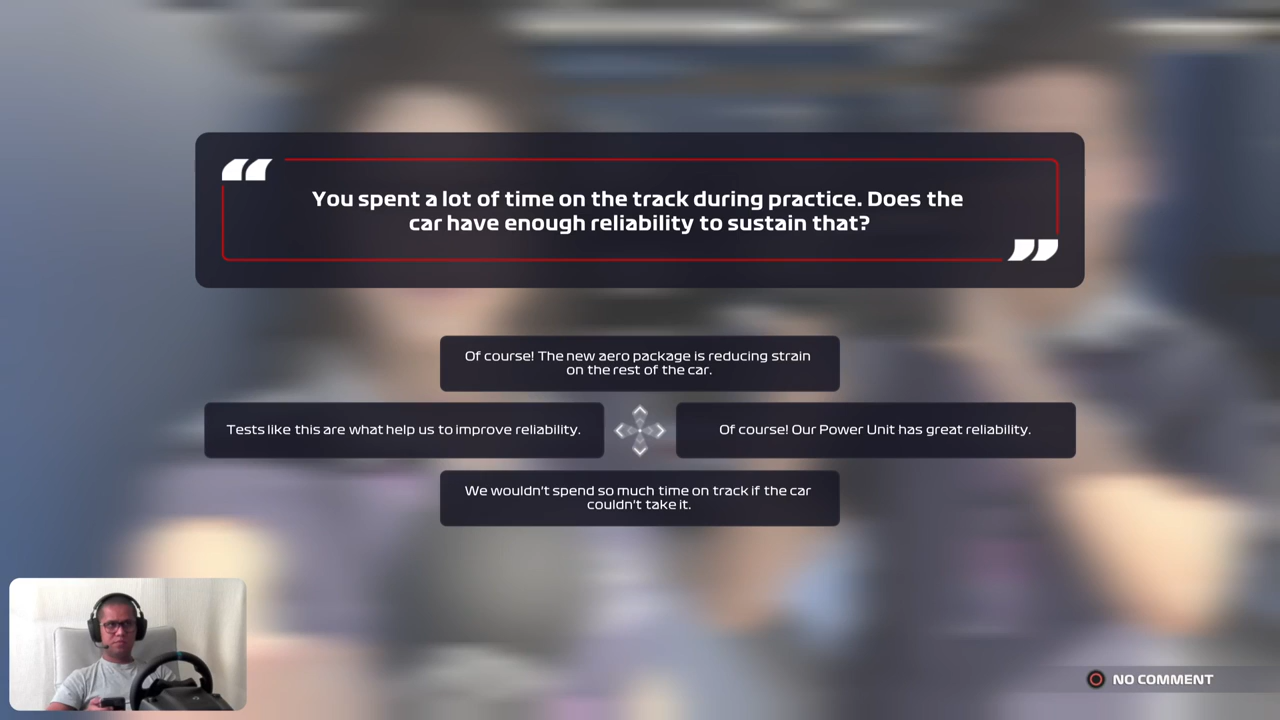 You spent a lot of time on the track during practice. Does the
car have enough reliability to sustain that?
Of course! The new aero package is reducing strain
on the rest of the car.
Tests like this are what help us to improve reliability.
Of course! Our Power Unit has great reliability.
We wouldn't spend so much time on track if the car
couldn't take it.
NO COMMENT